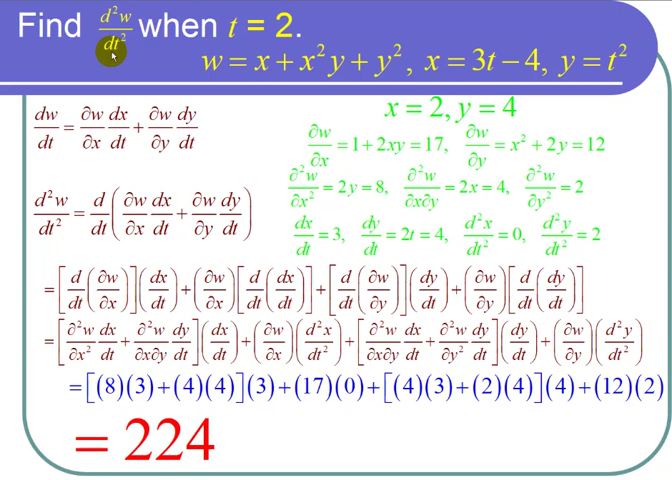 Find d²w/dt² when t = 2.
w = x + x²y + y², x = 3t − 4, y = t²
x = 2, y = 4
dw/dt = ∂w/∂x dx/dt + ∂w/∂y dy/dt
∂w/∂x = 1 + 2xy = 17, ∂w/∂y = x² + 2y = 12
∂²w/∂x² = 2y = 8, ∂²w/∂x∂y = 2x = 4, ∂²w/∂y² = 2
d²w/dt² = d/dt (∂w/∂x dx/dt + ∂w/∂y dy/dt)
dx/dt = 3, dy/dt = 2t = 4, d²x/dt² = 0, d²y/dt² = 2
= [d/dt (∂w/∂x)] (dx/dt) + (∂w/∂x) [d/dt (dx/dt)] + [d/dt (∂w/∂y)] (dy/dt) + (∂w/∂y) [d/dt (dy/dt)]
= [∂²w/∂x² dx/dt + ∂²w/∂x∂y dy/dt] (dx/dt) + (∂w/∂x) (d²x/dt²) + [∂²w/∂x∂y dx/dt + ∂²w/∂y² dy/dt] (dy/dt) + (∂w/∂y) (d²y/dt²)
= [(8)(3) + (4)(4)](3) + (17)(0) + [(4)(3) + (2)(4)](4) + (12)(2)
= 224